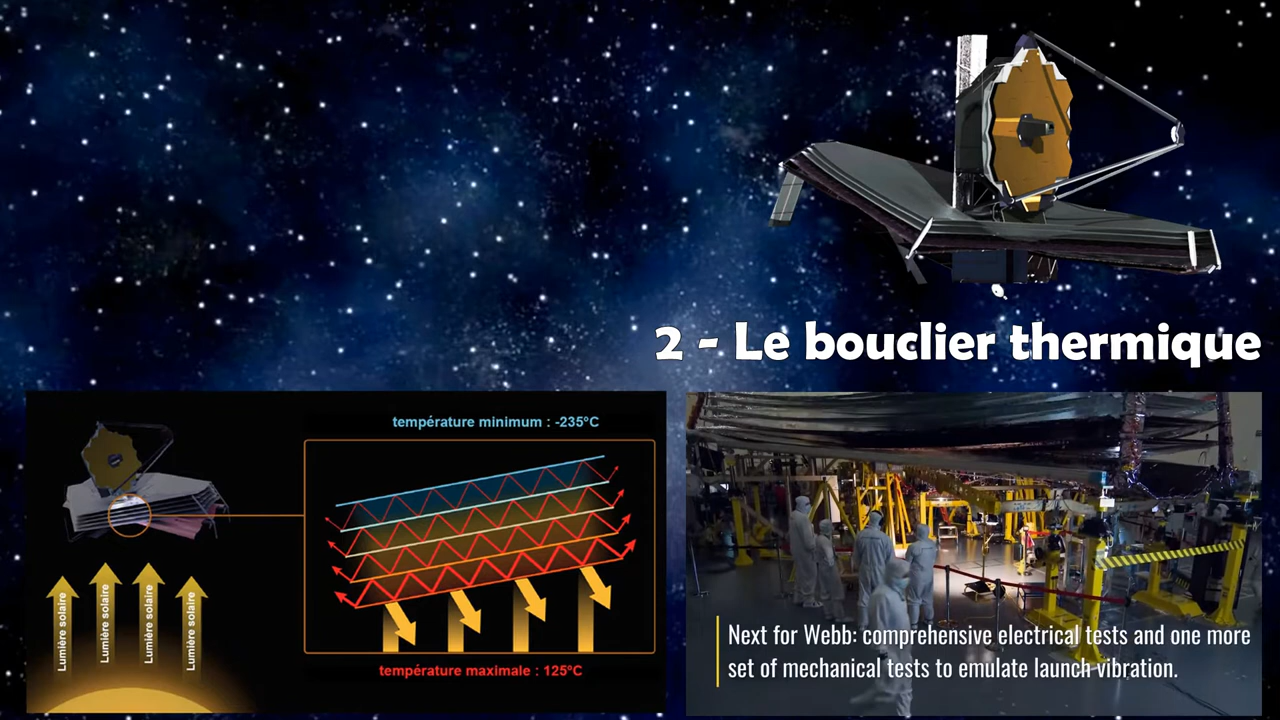 2 - Le bouclier thermique
température minimum : -235°C
Lumière solaire
Lumière solaire
Lumière solaire
Lumière solaire
température maximale : 125°C
Next for Webb: comprehensive electrical tests and one more
set of mechanical tests to emulate launch vibration.